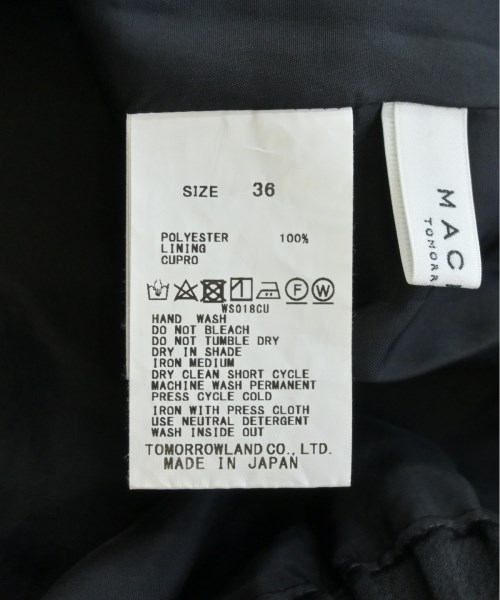 SIZE 36
POLYESTER 100%
LINING
CUPRO
F W
WS018CU
HAND WASH
DO NOT BLEACH
DO NOT TUMBLE DRY
DRY IN SHADE
IRON MEDIUM
DRY CLEAN SHORT CYCLE
MACHINE WASH PERMANENT
PRESS CYCLE COLD
IRON WITH PRESS CLOTH
USE NEUTRAL DETERGENT
WASH INSIDE OUT
TOMORROWLAND CO., LTD.
MADE IN JAPAN
MAC
TOMORR